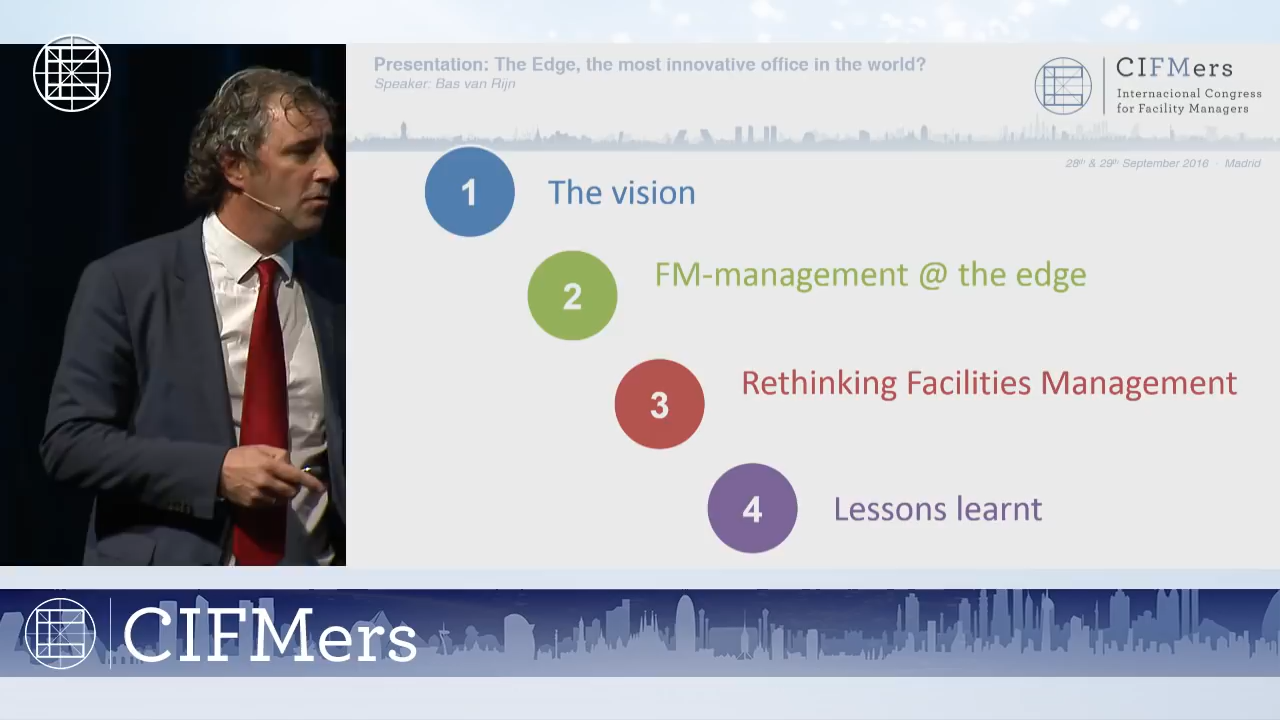 Presentation: The Edge, the most innovative office in the world?
Speaker: Bas van Rijn
CIFMers
Internacional Congress
for Facility Managers
28th & 29th September 2016 · Madrid
1 The vision
2 FM-management @ the edge
3 Rethinking Facilities Management
4 Lessons learnt
CIFMers